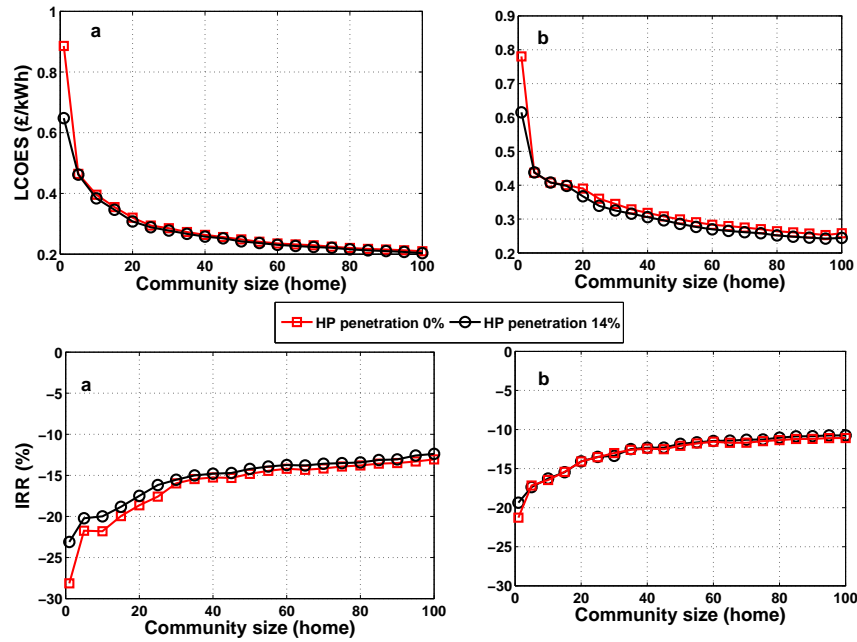 a
LCOES (£/kWh)
1
0.8
0.6
0.4
0.2
0 20 40 60 80 100
Community size (home)
b
0.9
0.8
0.7
0.6
0.5
0.4
0.3
0.2
0 20 40 60 80 100
Community size (home)
HP penetration 0% HP penetration 14%
a
IRR (%)
0
−5
−10
−15
−20
−25
−30
0 20 40 60 80 100
Community size (home)
b
0
−5
−10
−15
−20
−25
−30
0 20 40 60 80 100
Community size (home)